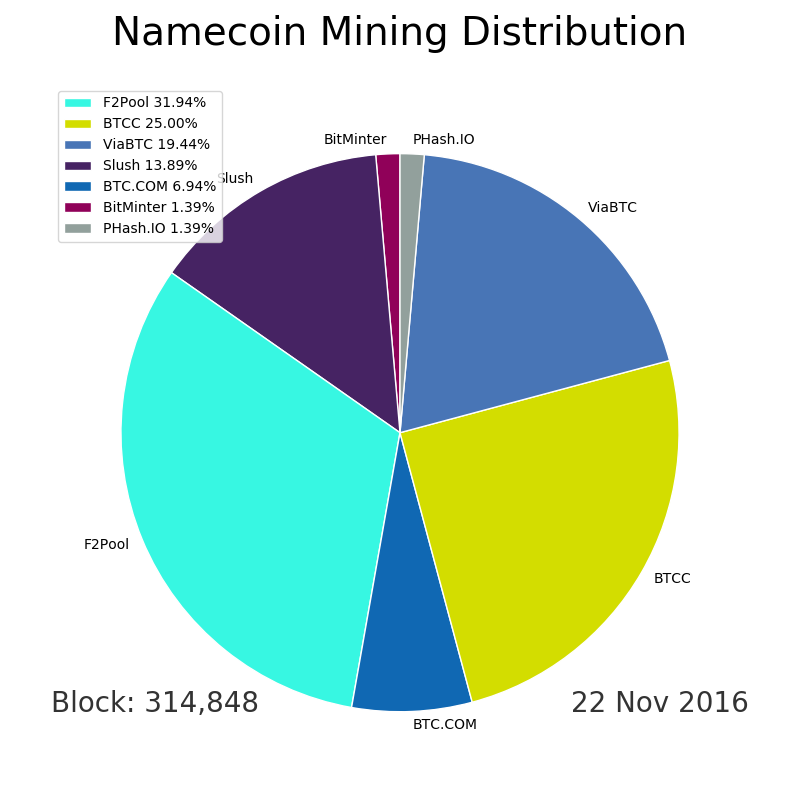 Namecoin Mining Distribution
F2Pool 31.94%
BTCC 25.00%
ViaBTC 19.44%
Slush 13.89%
BTC.COM 6.94%
BitMinter 1.39%
PHash.IO 1.39%
BitMinter
PHash.IO
Slush
ViaBTC
F2Pool
BTCC
BTC.COM
Block: 314,848
22 Nov 2016